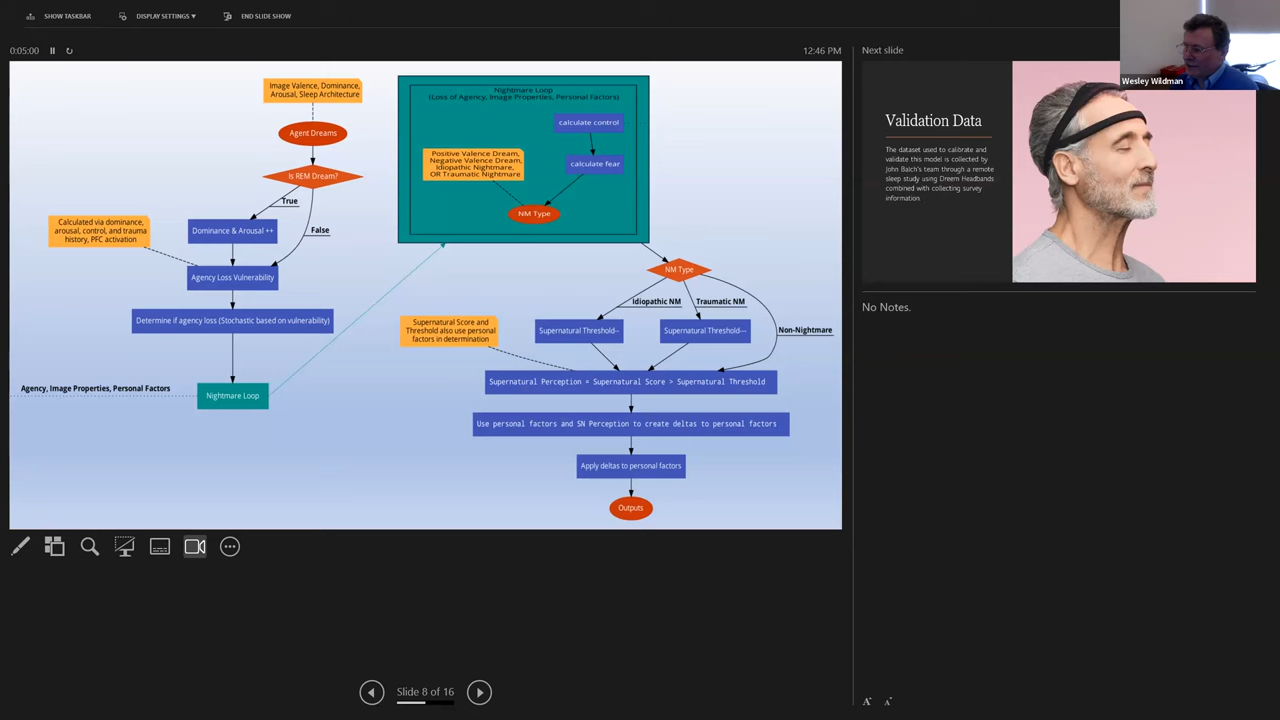 SHOW TASKBAR
DISPLAY SETTINGS ▾
END SLIDE SHOW
0:05:00
12:46 PM
Image Valence, Dominance,
Arousal, Sleep Architecture
Agent Dreams
Is REM Dream?
True
False
Calculated via dominance,
arousal, control, and trauma
history, PFC activation
Dominance & Arousal ++
Agency Loss Vulnerability
Determine if agency loss (Stochastic based on vulnerability)
Agency, Image Properties, Personal Factors
Nightmare Loop
Nightmare Loop
(Loss of Agency, Image Properties, Personal Factors)
calculate control
calculate fear
Positive Valence Dream,
Negative Valence Dream,
Idiopathic Nightmare,
OR Traumatic Nightmare
NM Type
NM Type
Idiopathic NM
Traumatic NM
Non-Nightmare
Supernatural Score and
Threshold also use personal
factors in determination
Supernatural Threshold--
Supernatural Threshold---
Supernatural Perception = Supernatural Score > Supernatural Threshold
Use personal factors and SN Perception to create deltas to personal factors
Apply deltas to personal factors
Outputs
Slide 8 of 16
Next slide
Wesley Wildman
Validation Data
The dataset used to calibrate and
validate this model is collected by
John Balch's team through a remote
sleep study using Dreem Headbands
combined with collecting survey
information.
No Notes.
A
A